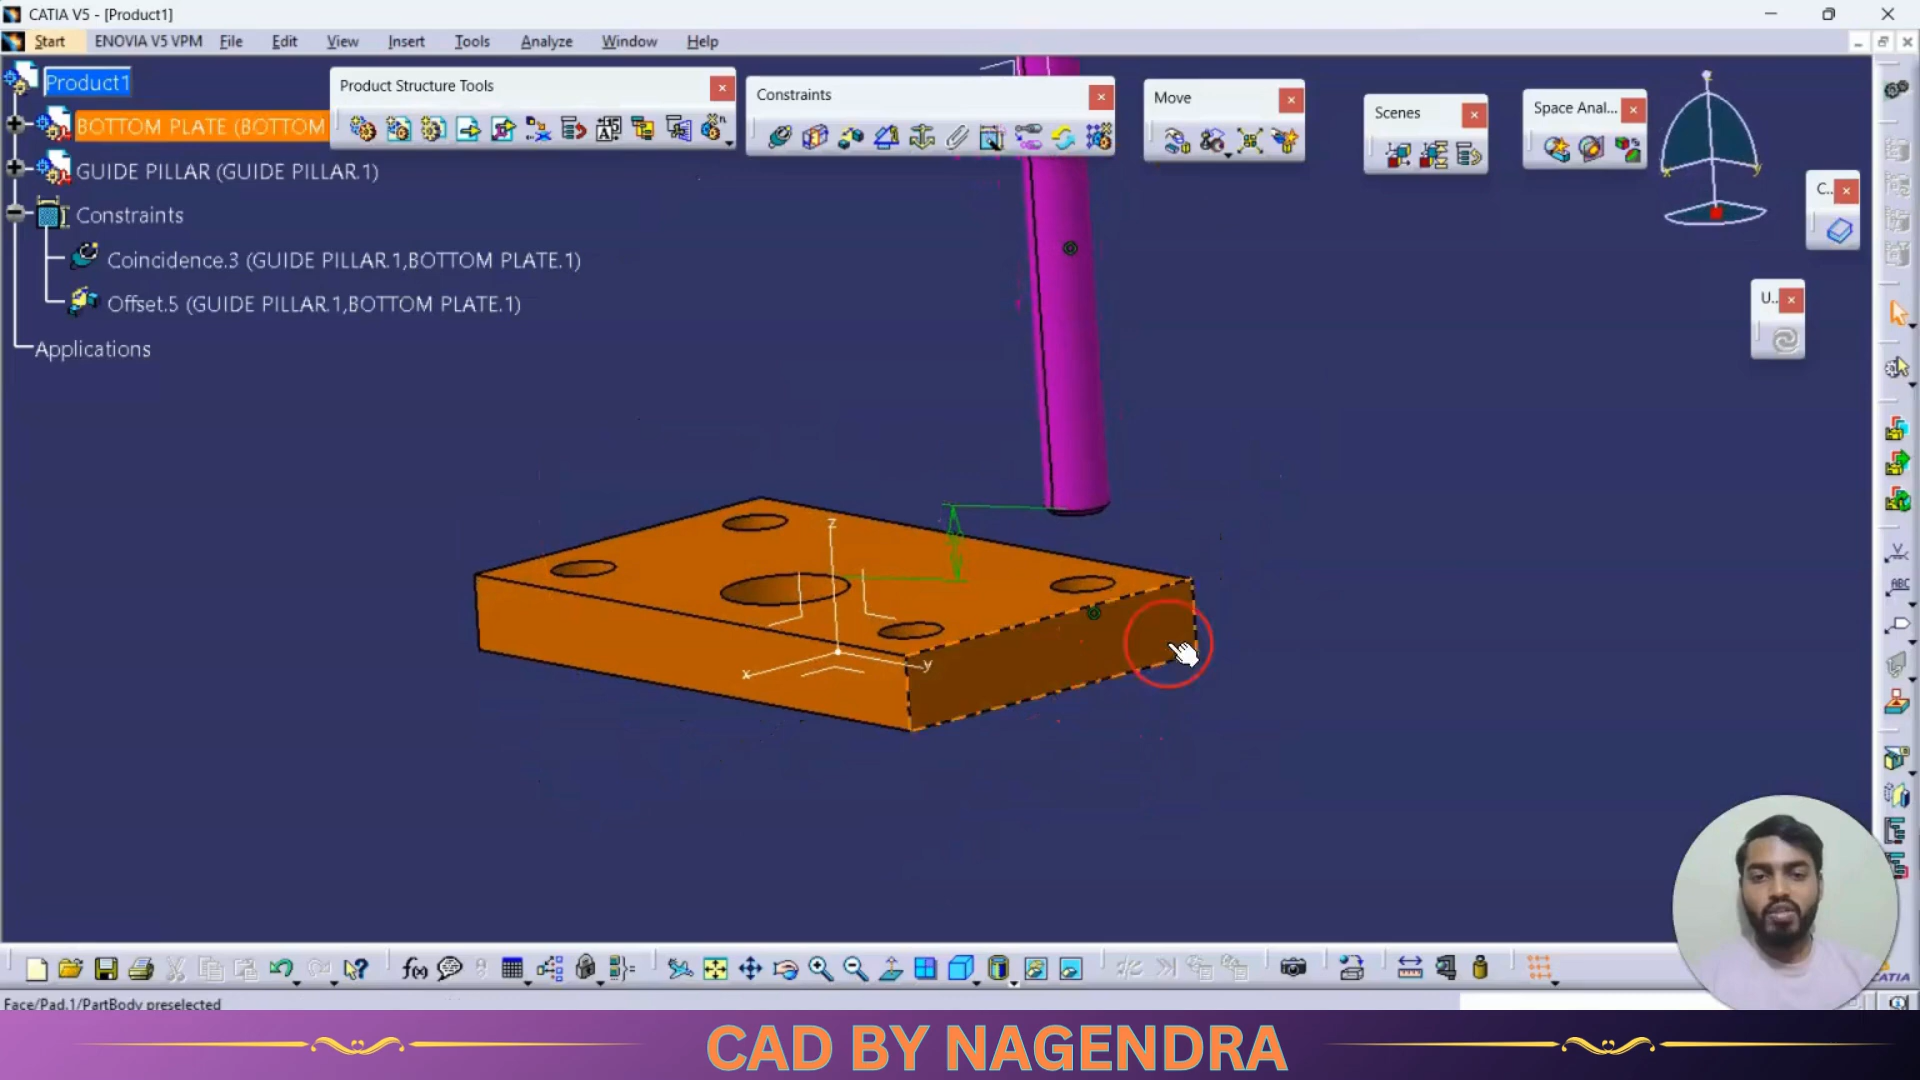 CATIA V5 - [Product1]
Start ENOVIA V5 VPM File Edit View Insert Tools Analyze Window Help
Product1
Product Structure Tools
Constraints
Move
Scenes
Space Anal...
C..
U..
BOTTOM PLATE (BOTTOM
GUIDE PILLAR (GUIDE PILLAR.1)
Constraints
Coincidence.3 (GUIDE PILLAR.1,BOTTOM PLATE.1)
Offset.5 (GUIDE PILLAR.1,BOTTOM PLATE.1)
Applications
z
x
y
ABC
f(x)
CATIA
Face/Pad.1/PartBody preselected
CAD BY NAGENDRA